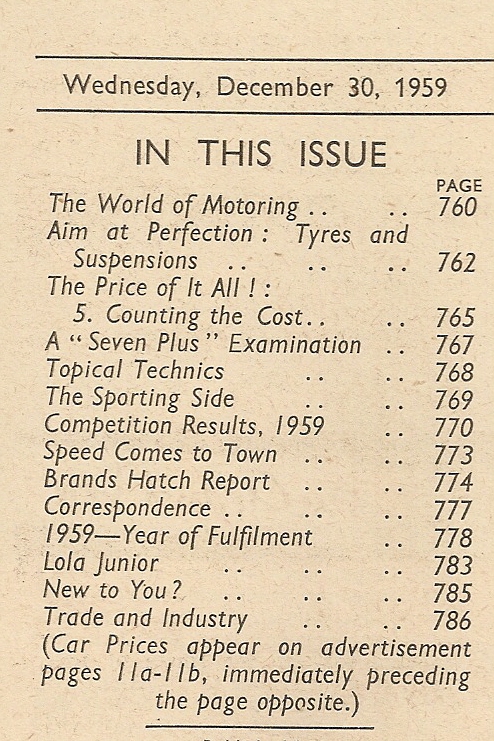 Wednesday, December 30, 1959
IN THIS ISSUE
PAGE
The World of Motoring .. .. 760
Aim at Perfection : Tyres and
Suspensions .. .. .. 762
The Price of It All ! :
5. Counting the Cost.. .. 765
A “ Seven Plus ” Examination .. 767
Topical Technics .. .. 768
The Sporting Side .. .. 769
Competition Results, 1959 .. 770
Speed Comes to Town .. .. 773
Brands Hatch Report .. .. 774
Correspondence .. .. .. 777
1959—Year of Fulfilment .. 778
Lola Junior .. .. .. 783
New to You ? .. .. .. 785
Trade and Industry .. .. 786
(Car Prices appear on advertisement
pages 11a-11b, immediately preceding
the page opposite.)